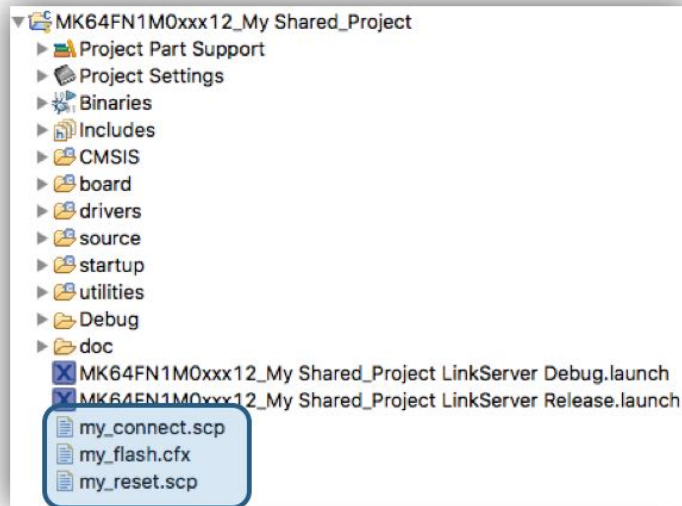 MK64FN1M0xxx12_My Shared_Project
Project Part Support
Project Settings
Binaries
Includes
CMSIS
board
drivers
source
startup
utilities
Debug
doc
MK64FN1M0xxx12_My Shared_Project LinkServer Debug.launch
MK64FN1M0xxx12_My Shared_Project LinkServer Release.launch
my_connect.scp
my_flash.cfx
my_reset.scp